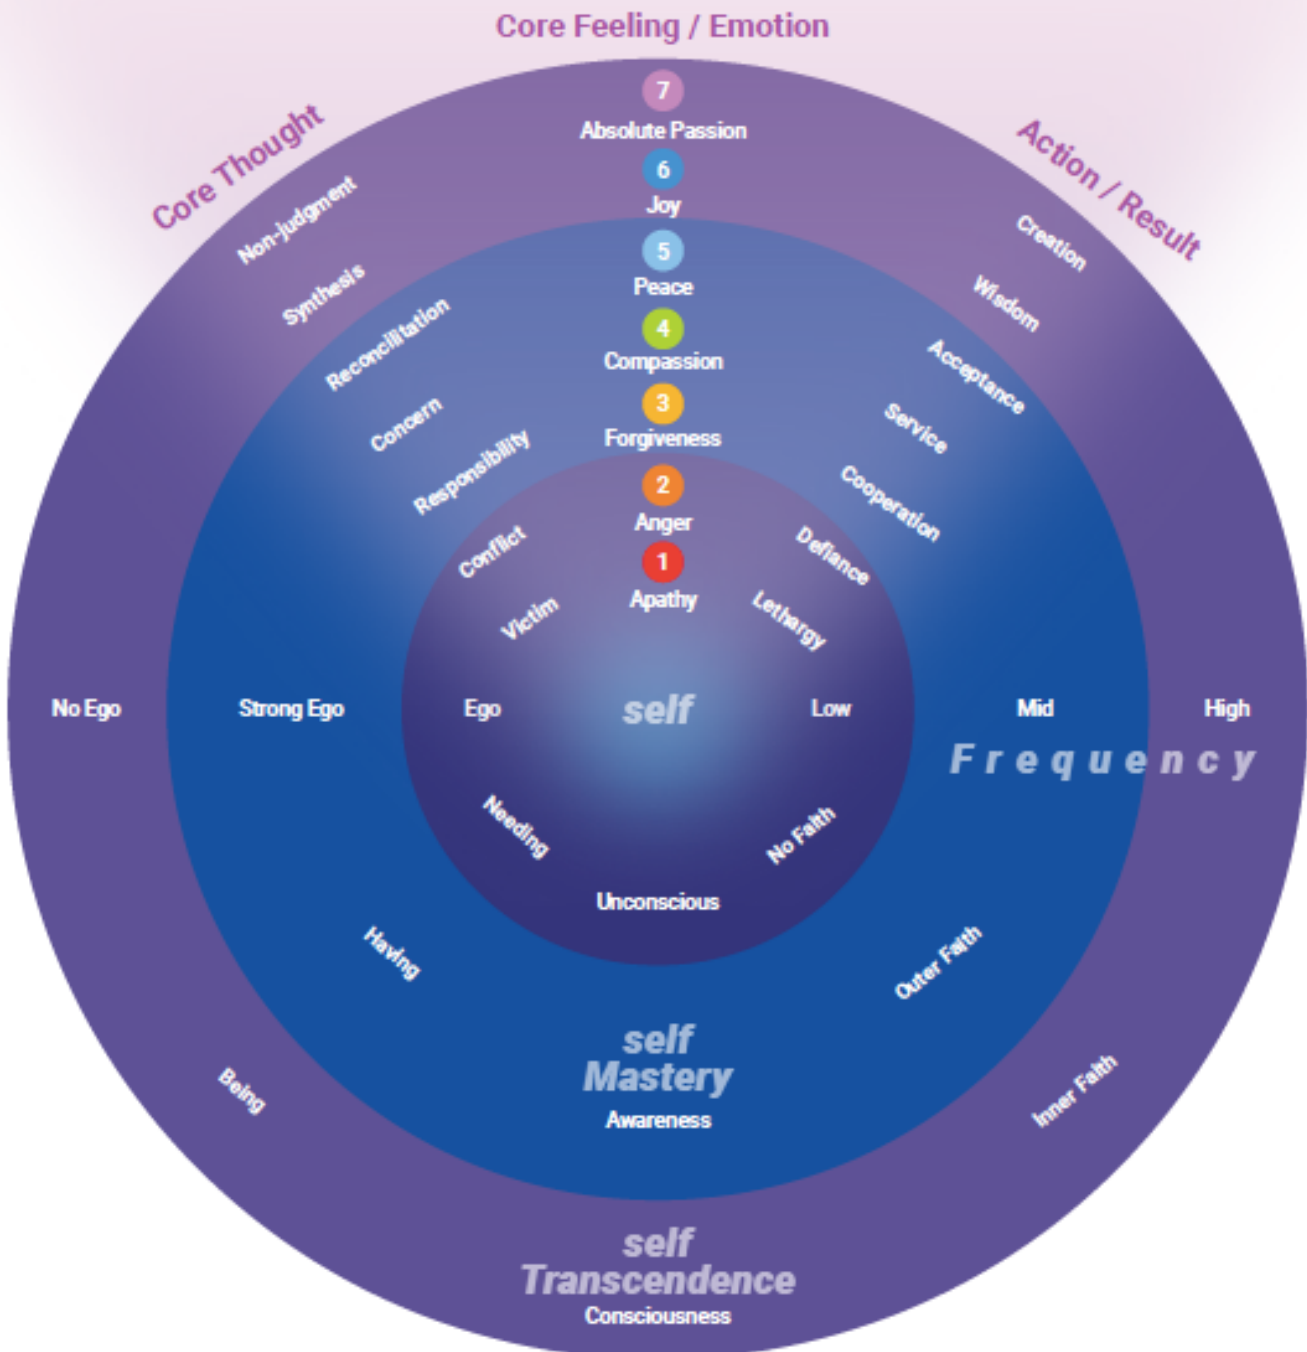 Core Feeling / Emotion
Core Thought
Action / Result
7
Absolute Passion
6
Joy
Non-judgment
Creation
Synthesis
Wisdom
5
Peace
Reconcilitation
Acceptance
4
Compassion
Concern
Service
3
Forgiveness
Responsibility
Cooperation
2
Anger
Conflict
Defiance
1
Apathy
Victim
Lethargy
No Ego
Strong Ego
Ego
self
Low
Mid
High
Frequency
Needing
No Faith
Unconscious
Having
Outer Faith
self
Mastery
Awareness
Being
Inner Faith
self
Transcendence
Consciousness